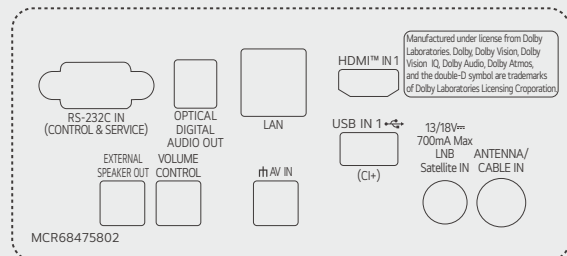 Manufactured under license from Dolby
Laboratories. Dolby, Dolby Vision, Dolby
Vision IQ, Dolby Audio, Dolby Atmos,
and the double-D symbol are trademarks
of Dolby Laboratories Licensing Croporation.
HDMI™ IN 1
RS-232C IN
(CONTROL & SERVICE)
OPTICAL
DIGITAL
AUDIO OUT
LAN
USB IN 1
(CI+)
13/18V⎓
700mA Max
LNB
Satellite IN
ANTENNA/
CABLE IN
EXTERNAL
SPEAKER OUT
VOLUME
CONTROL
AV IN
MCR68475802